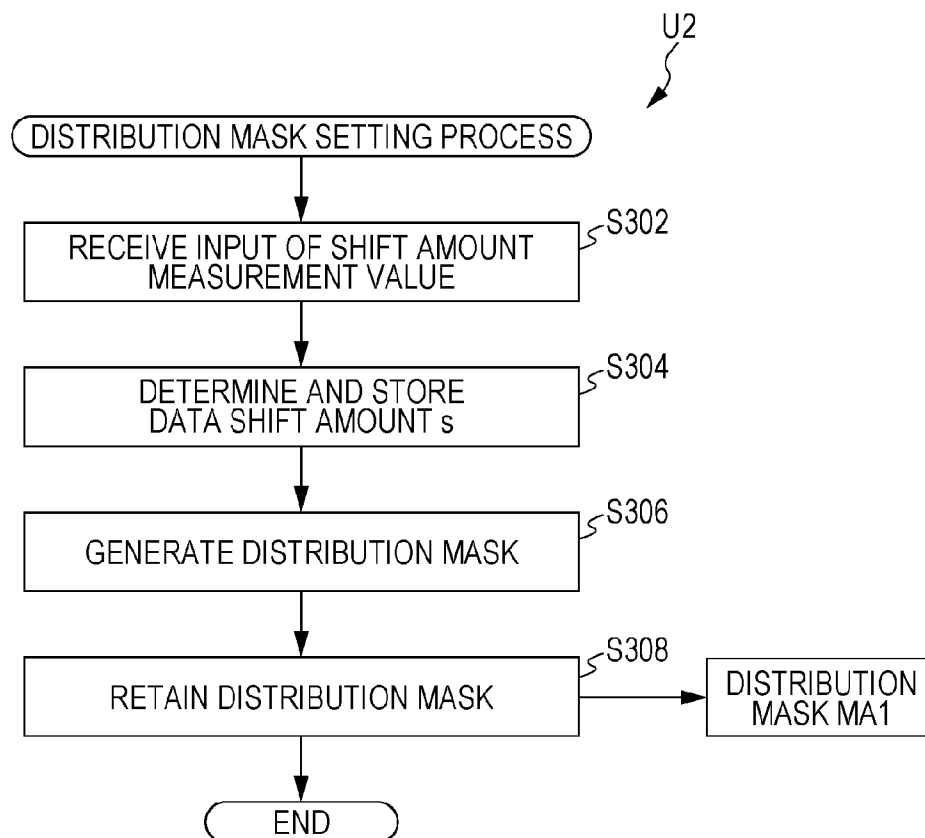 U2
DISTRIBUTION MASK SETTING PROCESS
S302
RECEIVE INPUT OF SHIFT AMOUNT
MEASUREMENT VALUE
S304
DETERMINE AND STORE
DATA SHIFT AMOUNT s
S306
GENERATE DISTRIBUTION MASK
S308
RETAIN DISTRIBUTION MASK
DISTRIBUTION
MASK MA1
END